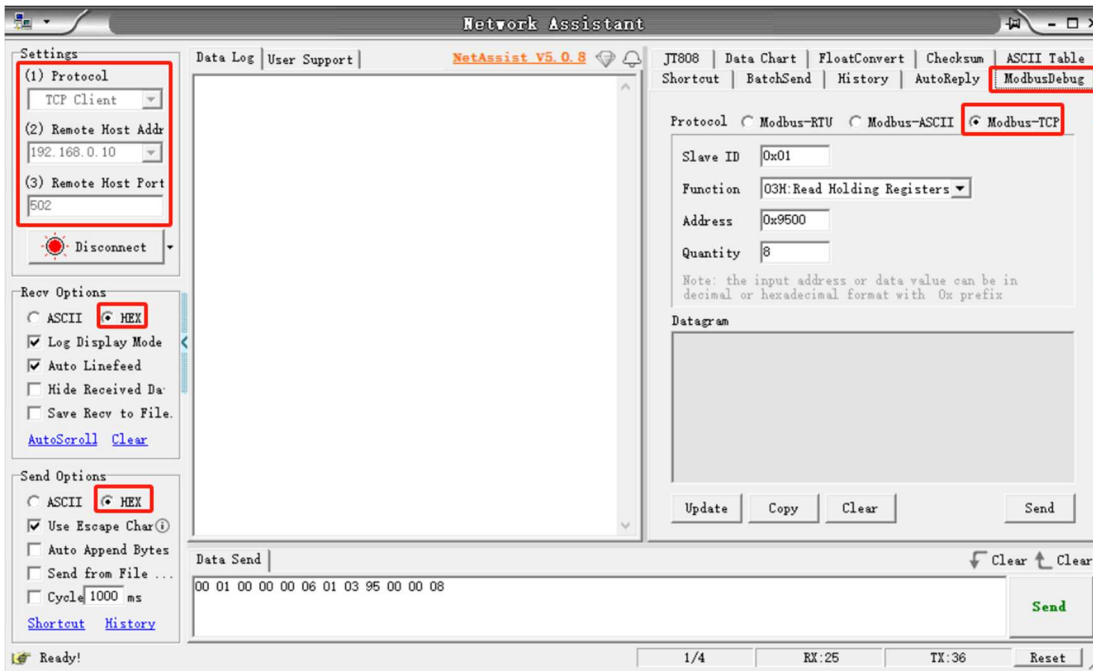 Network Assistant
Settings
(1) Protocol
TCP Client
(2) Remote Host Addr
192.168.0.10
(3) Remote Host Port
502
Disconnect
Recv Options
ASCII HEX
Log Display Mode
Auto Linefeed
Hide Received Da
Save Recv to File.
AutoScroll Clear
Send Options
ASCII HEX
Use Escape Char
Auto Append Bytes
Send from File ...
Cycle 1000 ms
Shortcut History
Data Log User Support NetAssist V5.0.8
Data Send Clear Clear
00 01 00 00 00 06 01 03 95 00 00 08
Send
JT808 Data Chart FloatConvert Checksum ASCII Table
Shortcut BatchSend History AutoReply ModbusDebug
Protocol Modbus-RTU Modbus-ASCII Modbus-TCP
Slave ID 0x01
Function 03H:Read Holding Registers
Address 0x9500
Quantity 8
Note: the input address or data value can be in
decimal or hexadecimal format with 0x prefix
Datagram
Update Copy Clear Send
Ready! 1/4 RX:25 TX:36 Reset